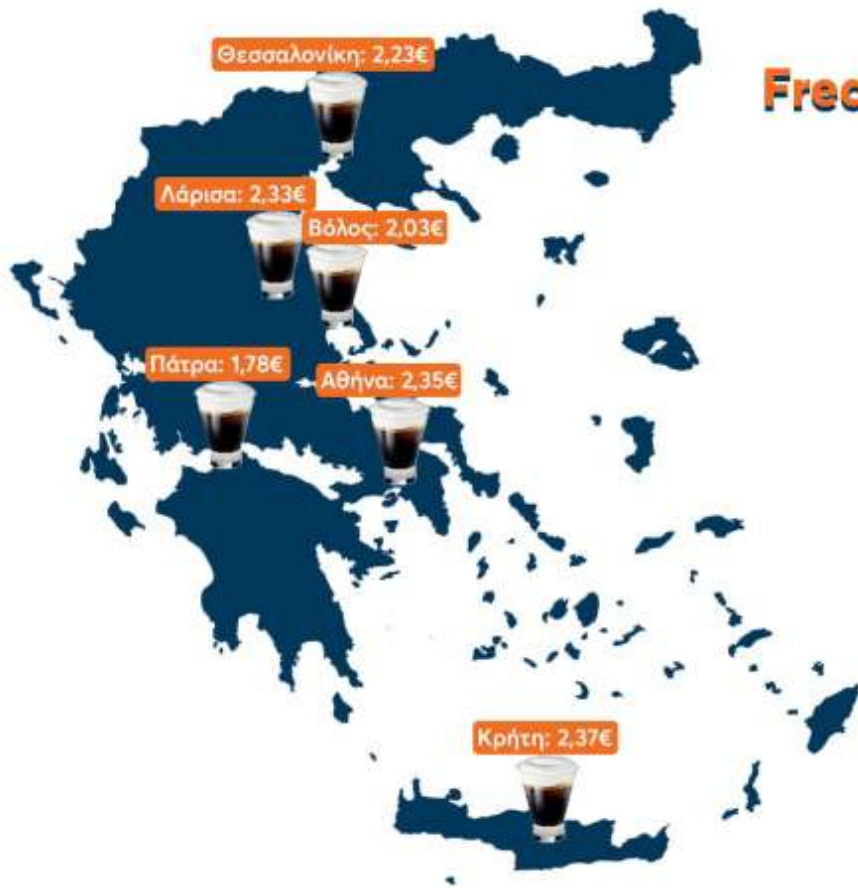 Θεσσαλονίκη: 2,23€
Λάρισα: 2,33€
Βόλος: 2,03€
Πάτρα: 1,78€
Αθήνα: 2,35€
Κρήτη: 2,37€